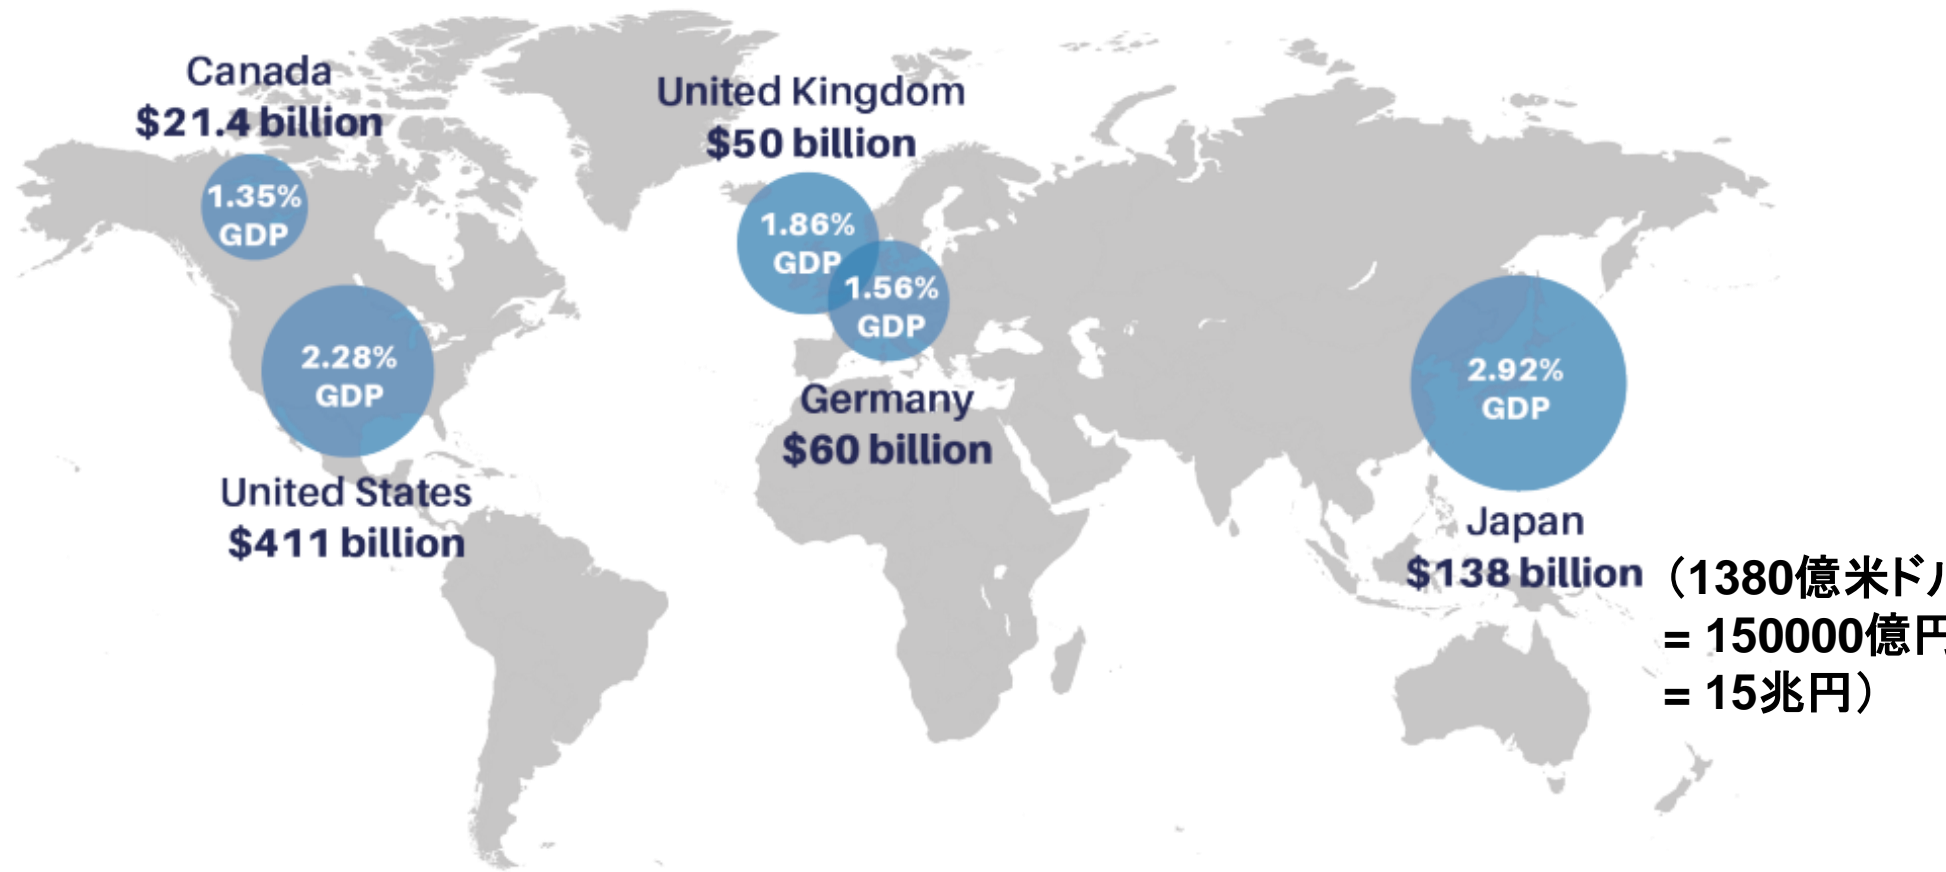 Canada
$21.4 billion
1.35%
GDP
United States
$411 billion
2.28%
GDP
United Kingdom
$50 billion
1.86%
GDP
1.56%
GDP
Germany
$60 billion
2.92%
GDP
Japan
$138 billion
（1380億米ド
= 150000億円
= 15兆円）